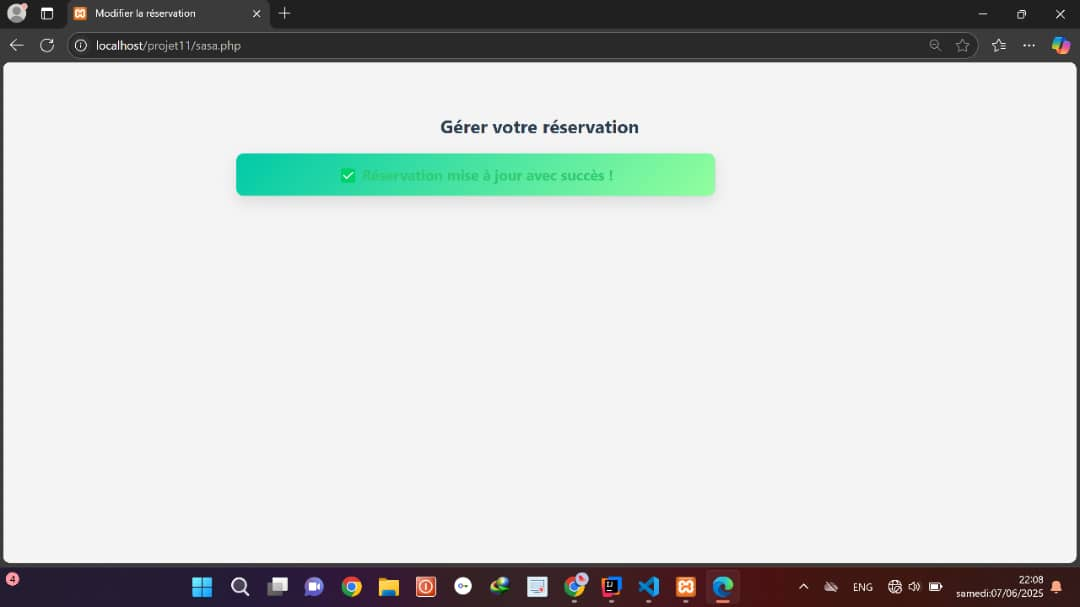 Modifier la réservation
localhost/projet11/sasa.php
Gérer votre réservation
✅ Réservation mise à jour avec succès !
4
ENG
22:08
samedi:07/06/2025